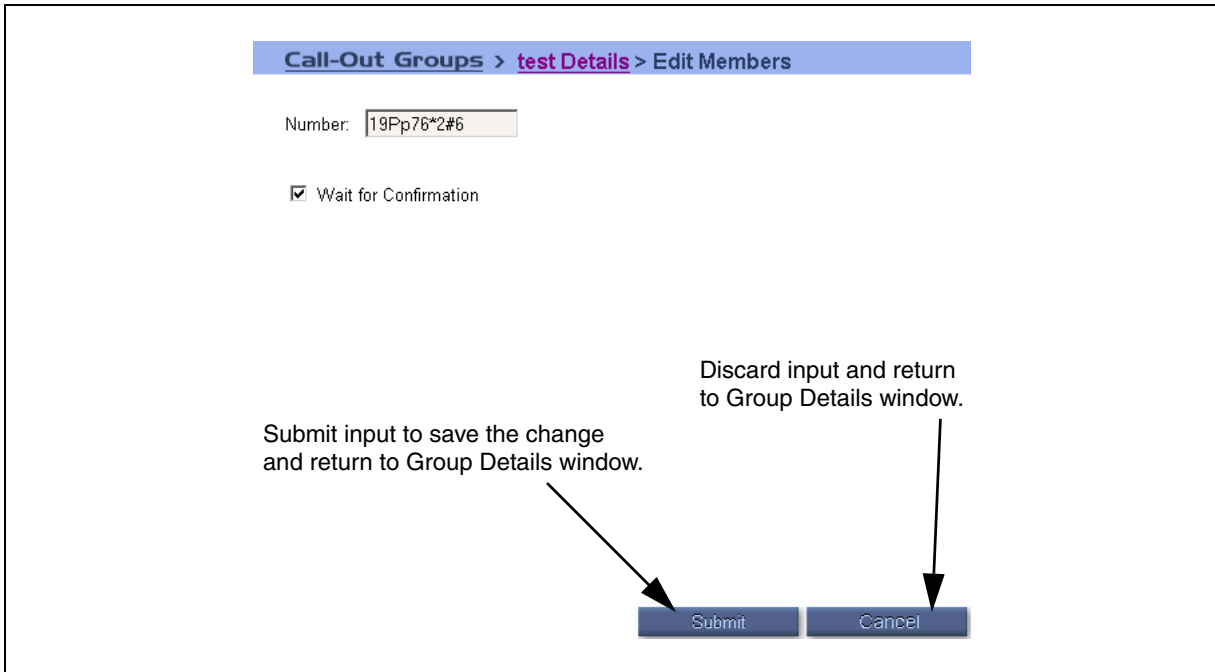 Call-Out Groups > test Details > Edit Members
Number: 19Pp76*2#6
Wait for Confirmation
Discard input and return
to Group Details window.
Submit input to save the change
and return to Group Details window.
Submit Cancel